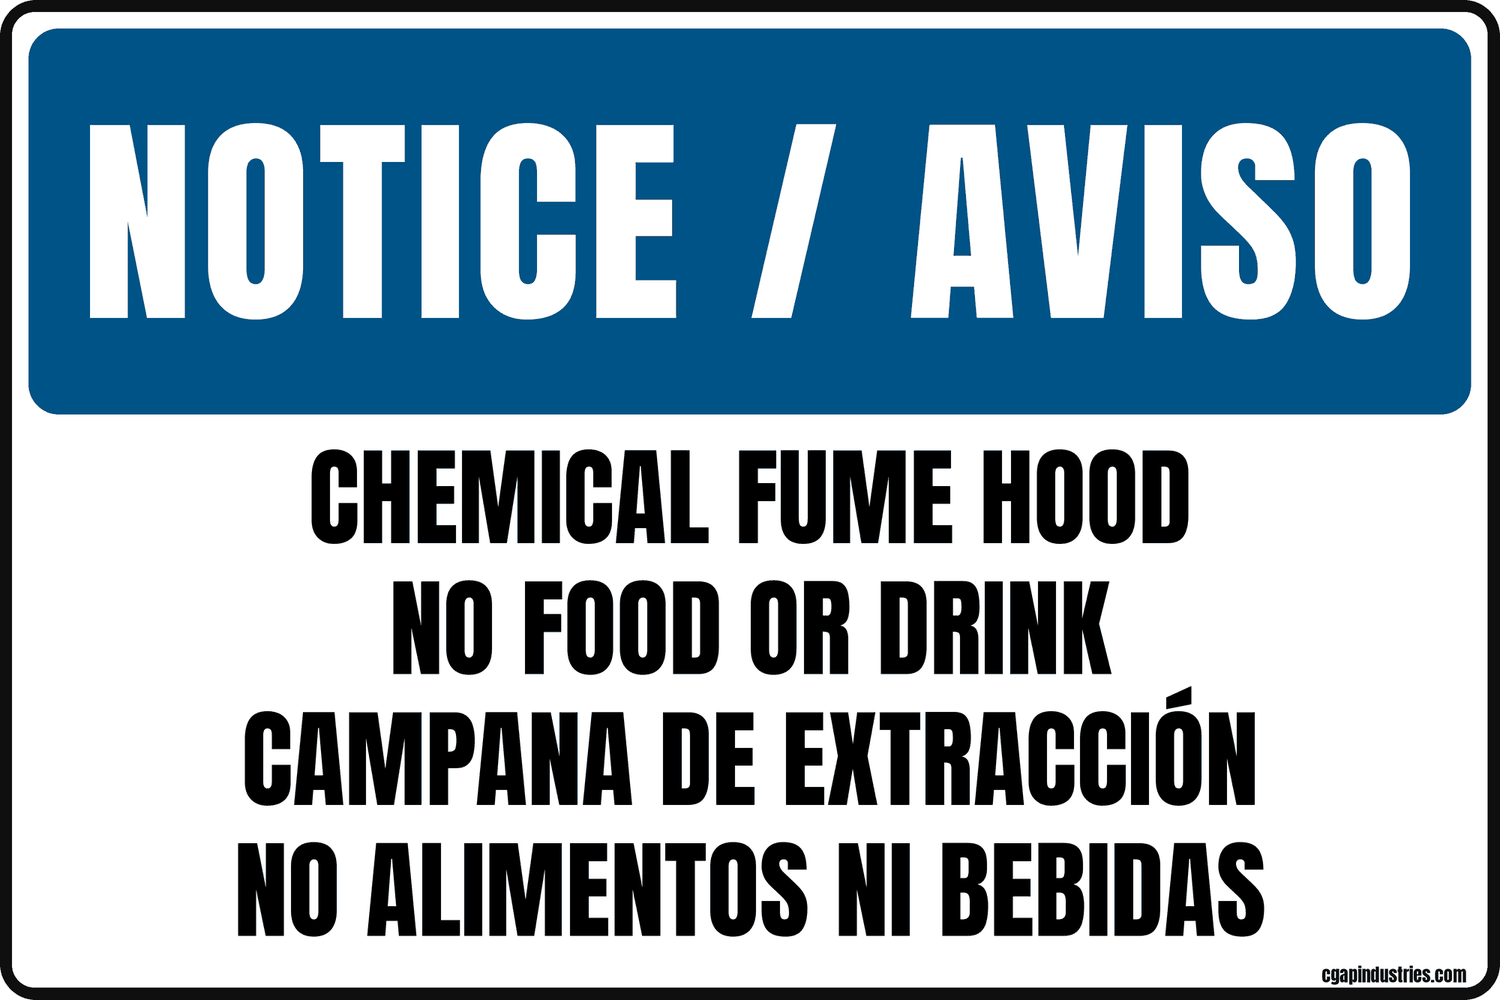 NOTICE / AVISO
CHEMICAL FUME HOOD
NO FOOD OR DRINK
CAMPANA DE EXTRACCIÓN
NO ALIMENTOS NI BEBIDAS
cgapindustries.com